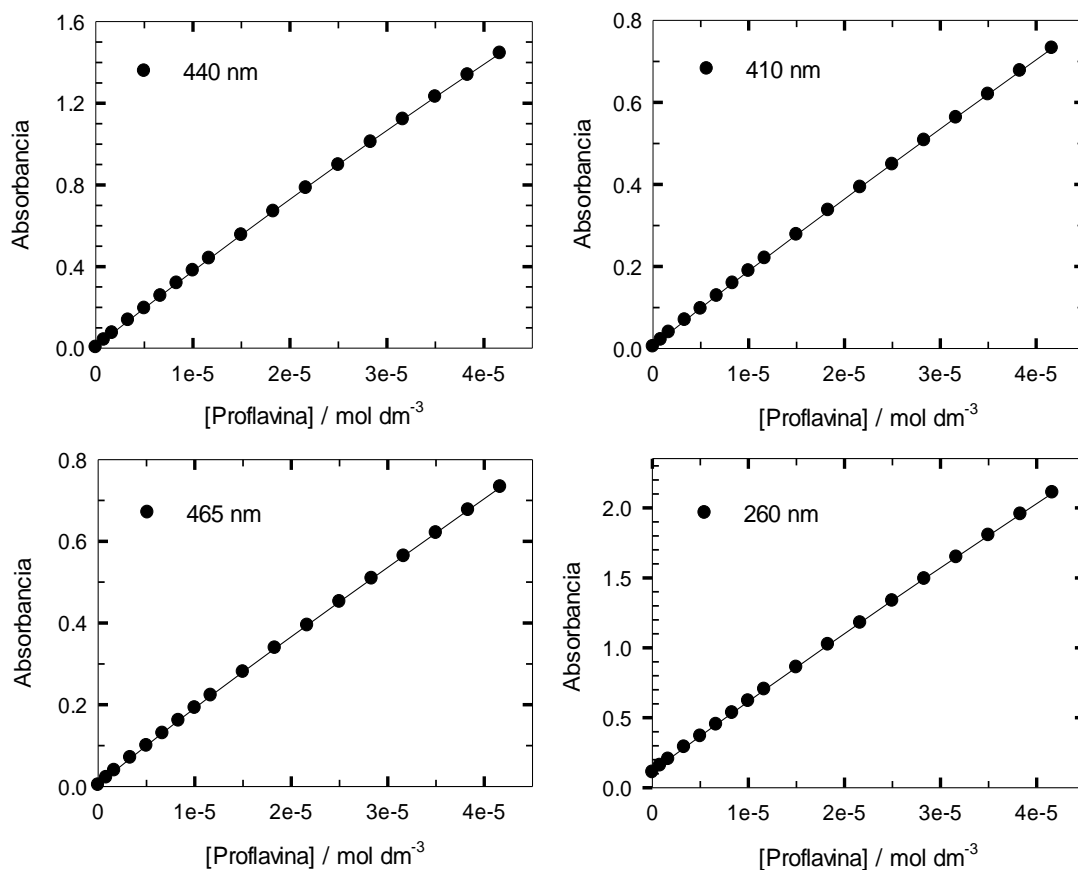 1.6
1.2
0.8
0.4
0.0
Absorbancia
440 nm
0 1e-5 2e-5 3e-5 4e-5
[Proflavina] / mol dm-3
0.8
0.6
0.4
0.2
0.0
Absorbancia
410 nm
0 1e-5 2e-5 3e-5 4e-5
[Proflavina] / mol dm-3
0.8
0.6
0.4
0.2
0.0
Absorbancia
465 nm
0 1e-5 2e-5 3e-5 4e-5
[Proflavina] / mol dm-3
2.0
1.5
1.0
0.5
0.0
Absorbancia
260 nm
0 1e-5 2e-5 3e-5 4e-5
[Proflavina] / mol dm-3